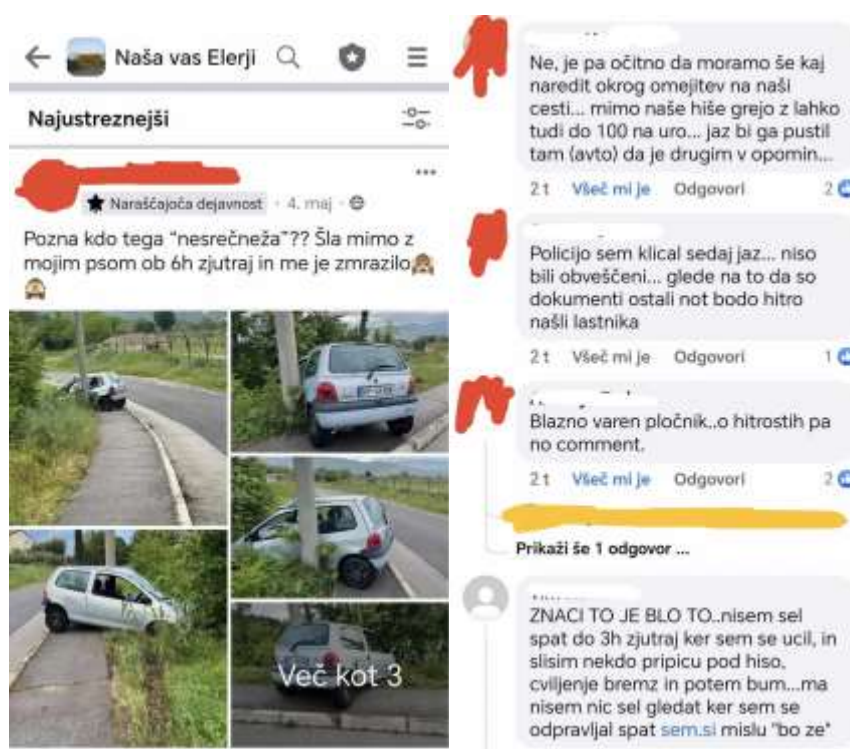 Naša vas Elerji
Najustreznejši
Naraščajoča dejavnost · 4. maj ·
Pozna kdo tega "nesrečneža"?? Šla mimo z
mojim psom ob 6h zjutraj in me je zmrazilo🙈
🙈
Več kot 3
Ne, je pa očitno da moramo še kaj
naredit okrog omejitev na naši
cesti... mimo naše hiše grejo z lahko
tudi do 100 na uro... jaz bi ga pustil
tam (avto) da je drugim v opomin...
2 t Všeč mi je Odgovori 2
Policijo sem klical sedaj jaz... niso
bili obveščeni... glede na to da so
dokumenti ostali not bodo hitro
našli lastnika
2 t Všeč mi je Odgovori 1
Blazno varen pločnik..o hitrostih pa
no comment.
2 t Všeč mi je Odgovori 2
Prikaži še 1 odgovor ...
ZNACI TO JE BLO TO..nisem sel
spat do 3h zjutraj ker sem se ucil, in
slisim nekdo pripicu pod hiso,
cviljenje bremz in potem bum...ma
nisem nic sel gledat ker sem se
odpravljal spat sem.si mislu "bo ze"